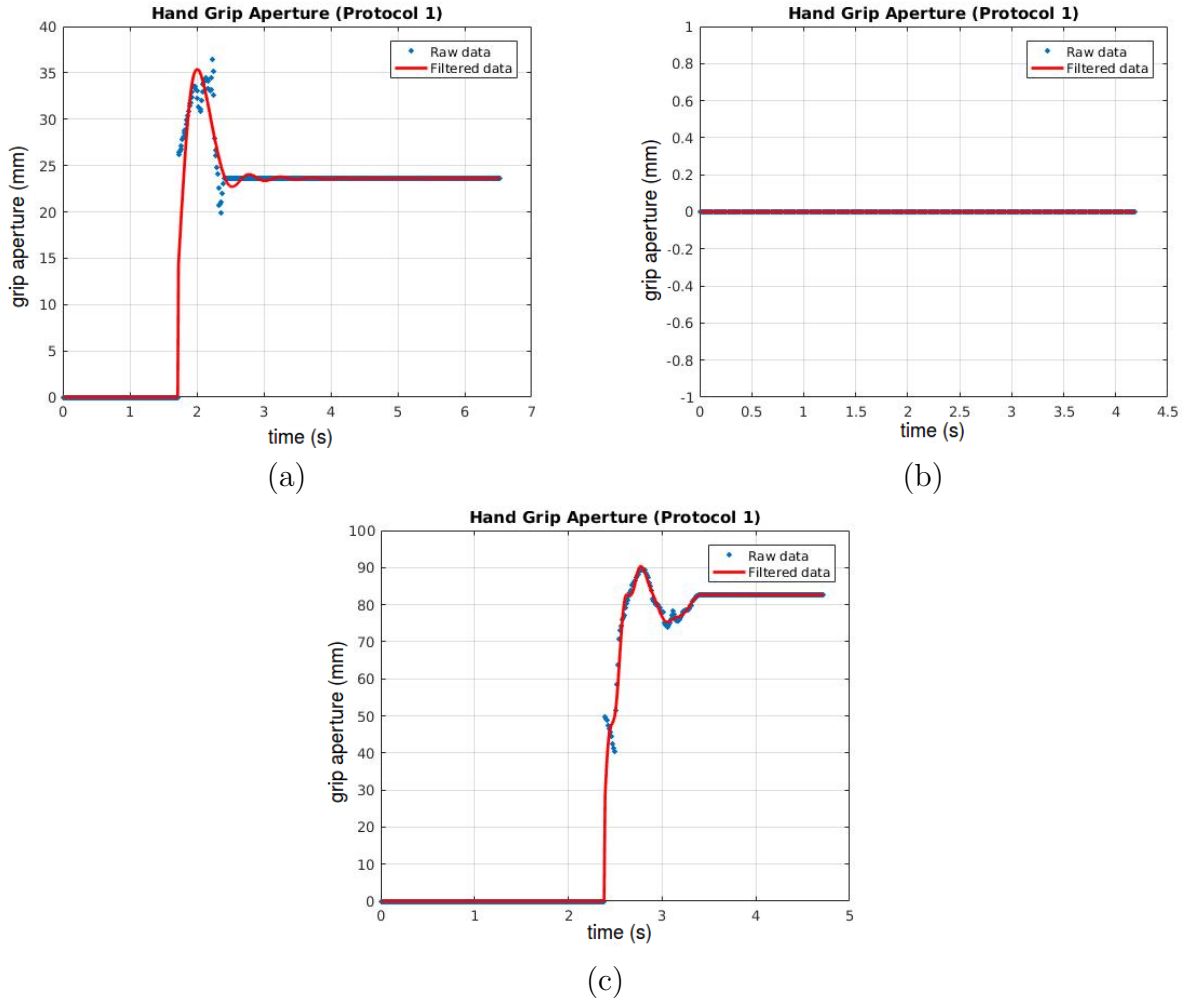 Hand Grip Aperture (Protocol 1)
40
35
30
25
20
15
10
5
0
grip aperture (mm)
Raw data
Filtered data
0 1 2 3 4 5 6 7
time (s)
(a)
Hand Grip Aperture (Protocol 1)
1
0.8
0.6
0.4
0.2
0
-0.2
-0.4
-0.6
-0.8
-1
grip aperture (mm)
Raw data
Filtered data
0 0.5 1 1.5 2 2.5 3 3.5 4 4.5
time (s)
(b)
Hand Grip Aperture (Protocol 1)
100
90
80
70
60
50
40
30
20
10
0
grip aperture (mm)
Raw data
Filtered data
0 1 2 3 4 5
time (s)
(c)